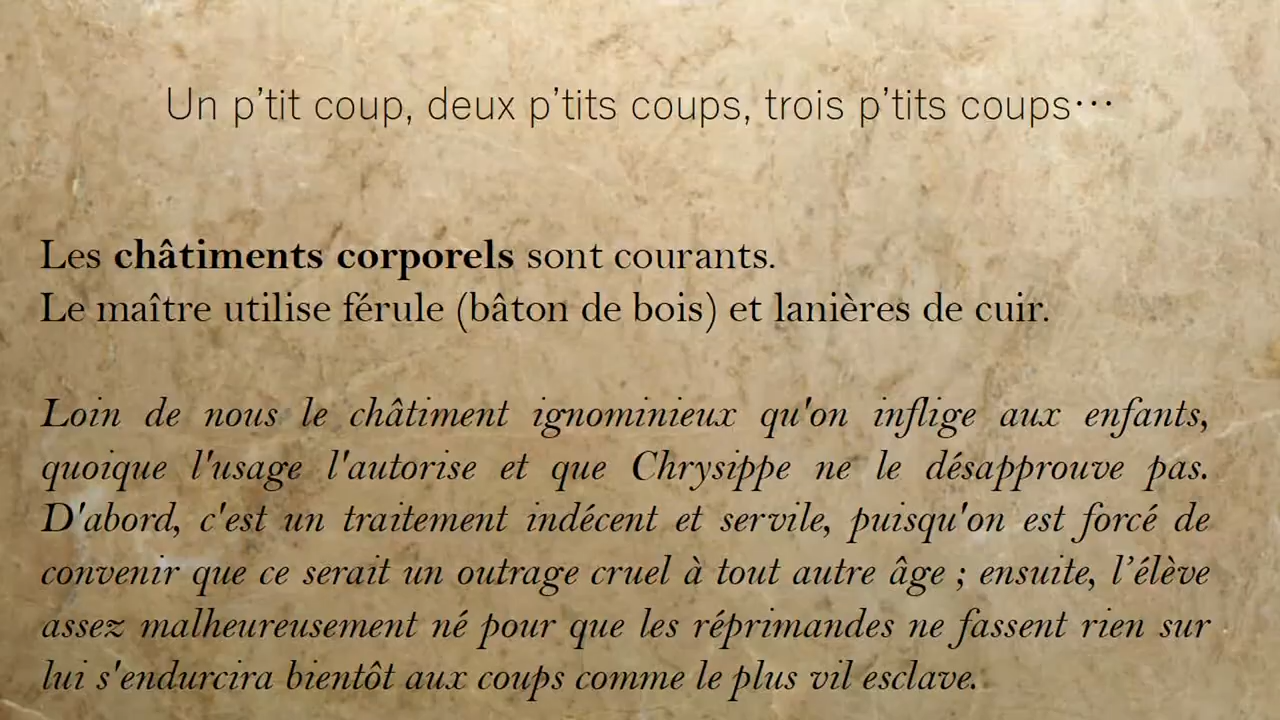 Un p’tit coup, deux p’tits coups, trois p’tits coups…
Les châtiments corporels sont courants.
Le maître utilise férule (bâton de bois) et lanières de cuir.
Loin de nous le châtiment ignominieux qu'on inflige aux enfants,
quoique l'usage l'autorise et que Chrysippe ne le désapprouve pas.
D'abord, c'est un traitement indécent et servile, puisqu'on est forcé de
convenir que ce serait un outrage cruel à tout autre âge ; ensuite, l’élève
assez malheureusement né pour que les réprimandes ne fassent rien sur
lui s'endurcira bientôt aux coups comme le plus vil esclave.